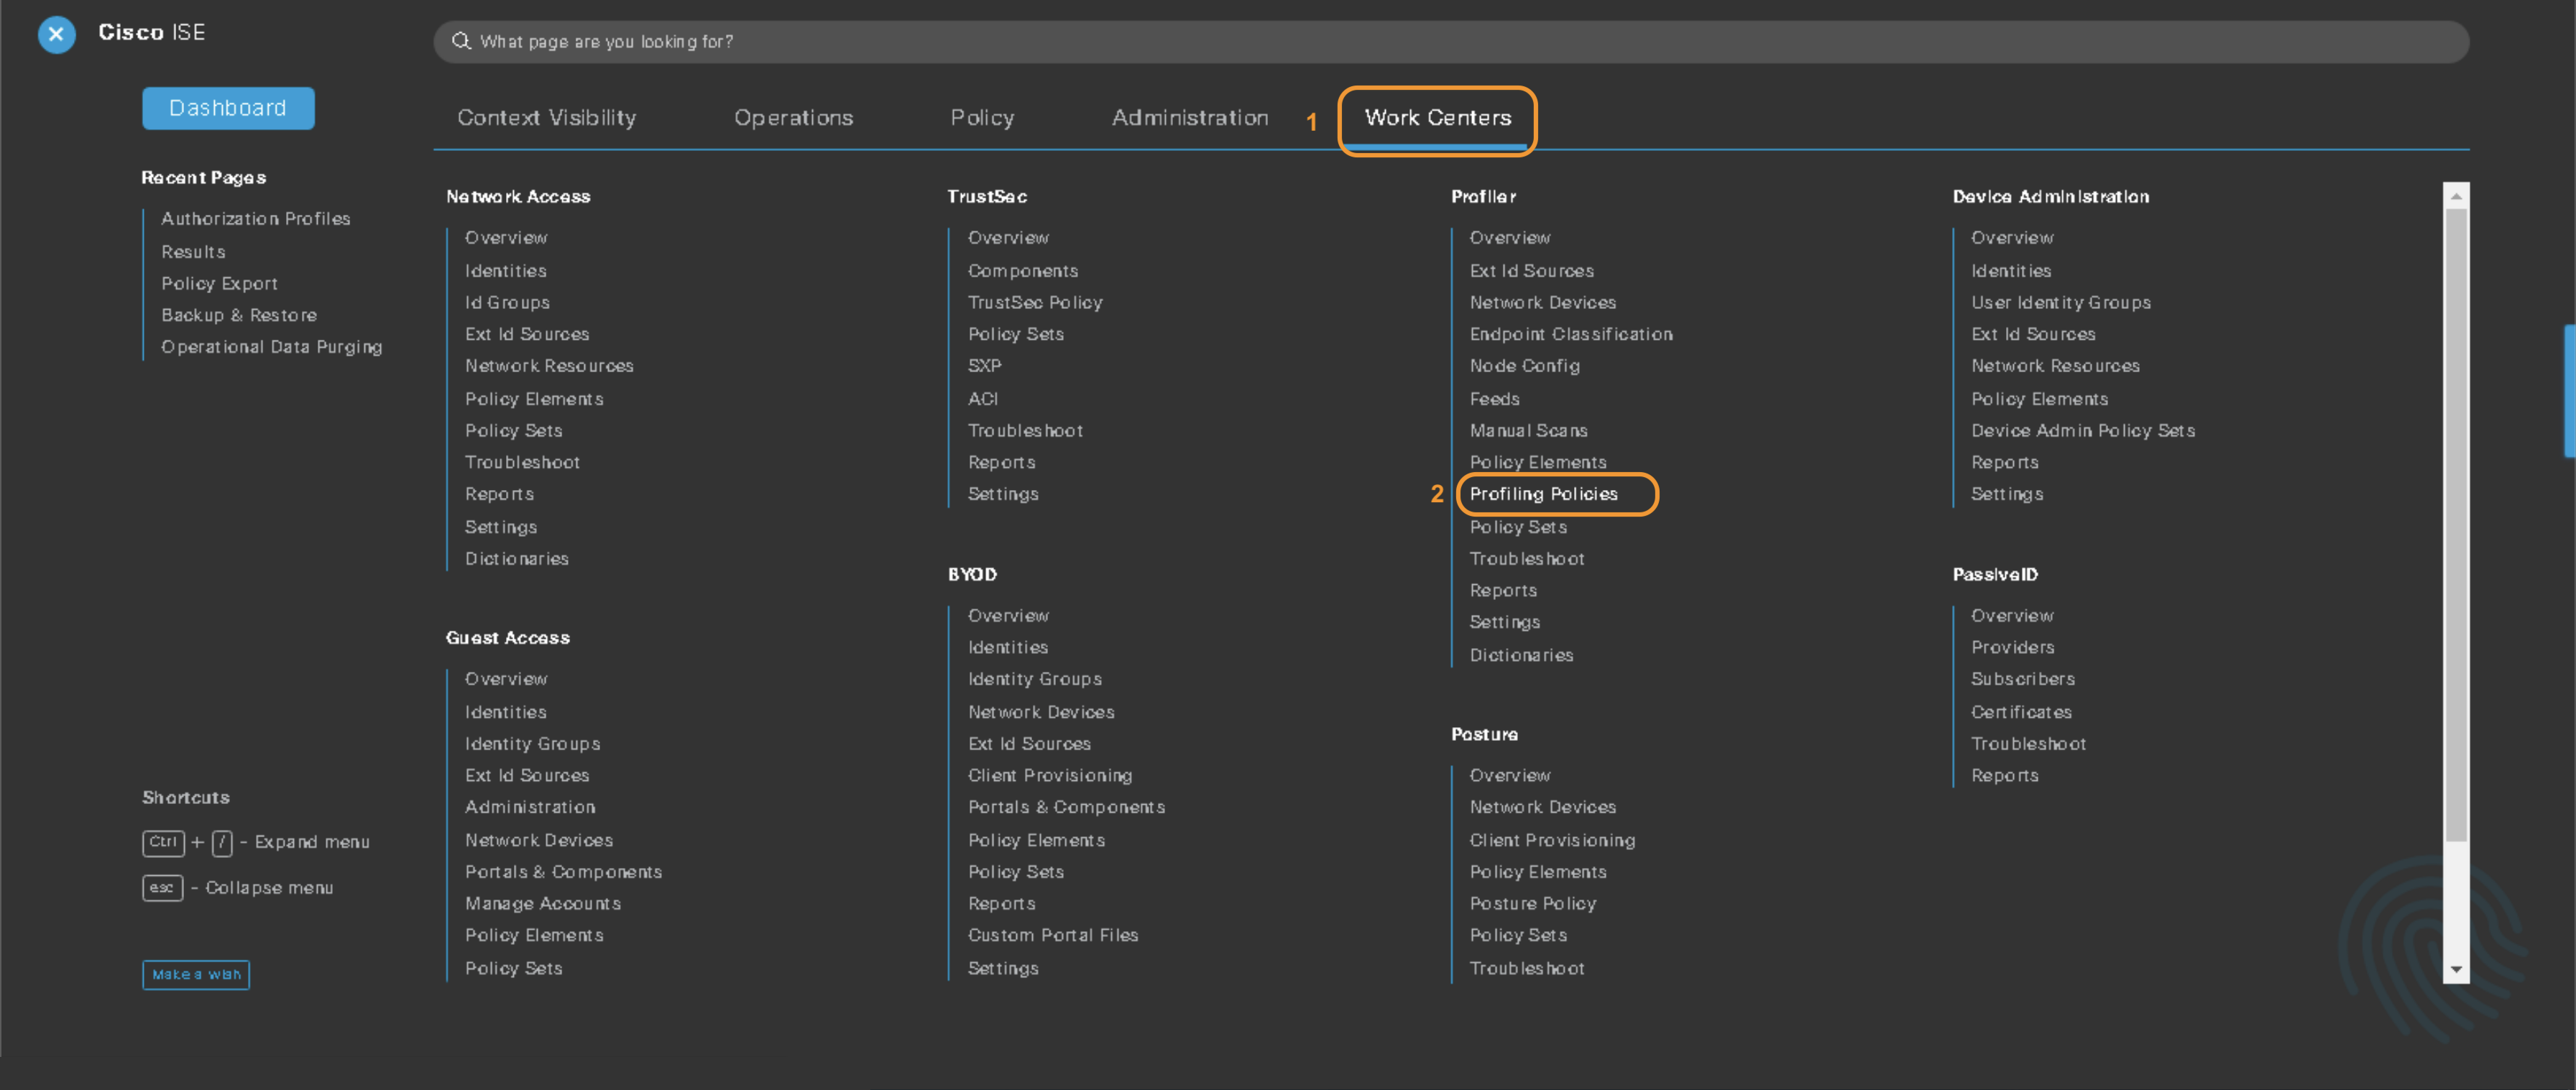 Cisco ISE
What page are you looking for?
Dashboard
Context Visibility
Operations
Policy
Administration
1
Work Centers
Recent Pages
Authorization Profiles
Results
Policy Export
Backup & Restore
Operational Data Purging
Shortcuts
Ctrl + / - Expand menu
esc - Collapse menu
Make a wish
Network Access
Overview
Identities
Id Groups
Ext Id Sources
Network Resources
Policy Elements
Policy Sets
Troubleshoot
Reports
Settings
Dictionaries
Guest Access
Overview
Identities
Identity Groups
Ext Id Sources
Administration
Network Devices
Portals & Components
Manage Accounts
Policy Elements
Policy Sets
TrustSec
Overview
Components
TrustSec Policy
Policy Sets
SXP
ACI
Troubleshoot
Reports
Settings
BYOD
Overview
Identities
Identity Groups
Network Devices
Ext Id Sources
Client Provisioning
Portals & Components
Policy Elements
Policy Sets
Reports
Custom Portal Files
Settings
Profiler
Overview
Ext Id Sources
Network Devices
Endpoint Classification
Node Config
Feeds
Manual Scans
Policy Elements
2 Profiling Policies
Policy Sets
Troubleshoot
Reports
Settings
Dictionaries
Posture
Overview
Network Devices
Client Provisioning
Policy Elements
Posture Policy
Policy Sets
Troubleshoot
Device Administration
Overview
Identities
User Identity Groups
Ext Id Sources
Network Resources
Policy Elements
Device Admin Policy Sets
Reports
Settings
PassiveID
Overview
Providers
Subscribers
Certificates
Troubleshoot
Reports